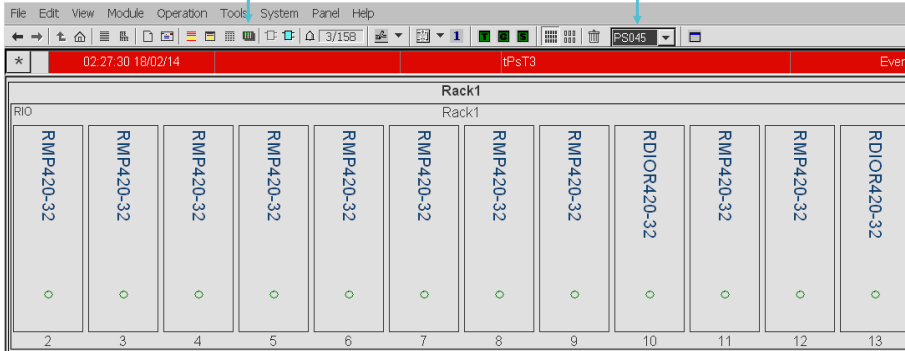 File Edit View Module Operation Tools System Panel Help
3/158 1 T G S PS045
* 02:27:30 18/02/14 tPsT3 Ever
Rack1
RIO Rack1
RMP420-32 RMP420-32 RMP420-32 RMP420-32 RMP420-32 RMP420-32 RMP420-32 RMP420-32 RDIOR420-32 RMP420-32 RMP420-32 RDIOR420-32
2 3 4 5 6 7 8 9 10 11 12 13